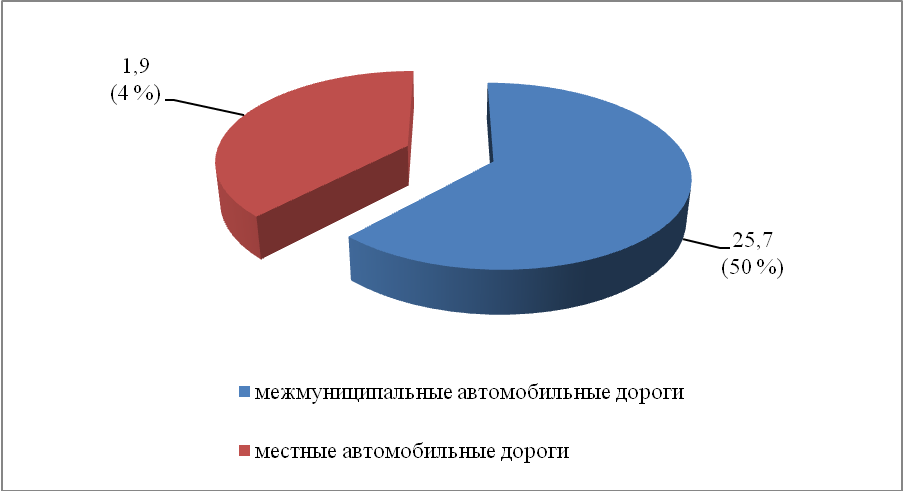 1,9
(4 %)
25,7
(50 %)
межмуниципальные автомобильные дороги
местные автомобильные дороги